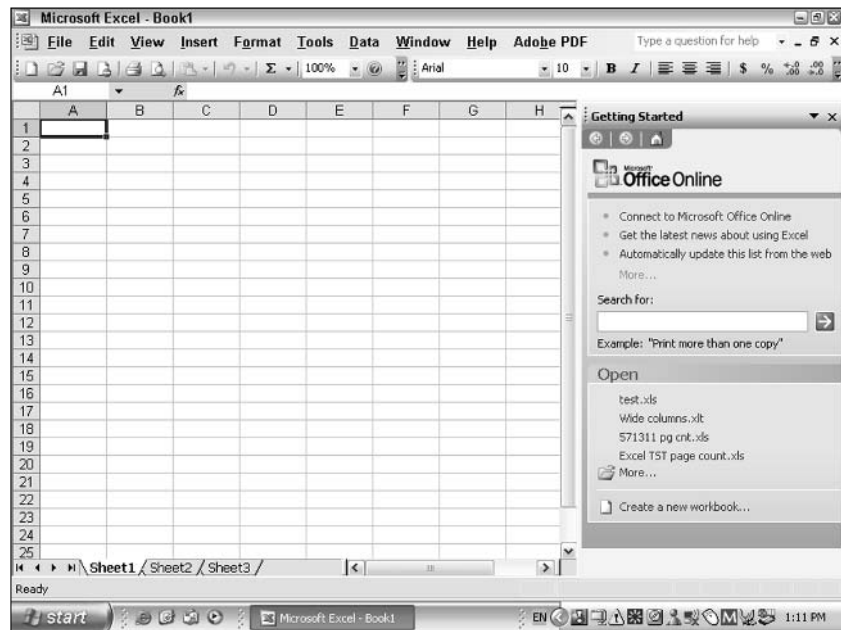 Microsoft Excel - Book1
File Edit View Insert Format Tools Data Window Help Adobe PDF Type a question for help
Σ 100% Arial 10 B I $ %
A1 fx
A B C D E F G H
1
2
3
4
5
6
7
8
9
10
11
12
13
14
15
16
17
18
19
20
21
22
23
24
25
Getting Started
Microsoft
Office Online
Connect to Microsoft Office Online
Get the latest news about using Excel
Automatically update this list from the web
More...
Search for:
Example: "Print more than one copy"
Open
test.xls
Wide columns.xlt
571311 pg cnt.xls
Excel TST page count.xls
More...
Create a new workbook...
Sheet1 Sheet2 Sheet3
Ready
start Microsoft Excel - Book1 EN 1:11 PM